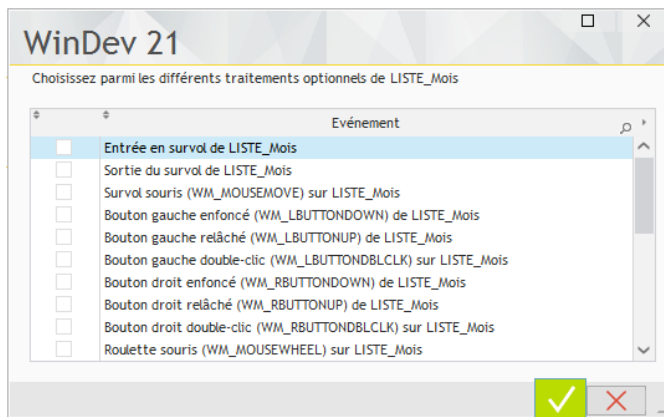 WinDev 21
Choisissez parmi les différents traitements optionnels de LISTE_Mois
Evénement
Entrée en survol de LISTE_Mois
Sortie du survol de LISTE_Mois
Survol souris (WM_MOUSEMOVE) sur LISTE_Mois
Bouton gauche enfoncé (WM_LBUTTONDOWN) de LISTE_Mois
Bouton gauche relâché (WM_LBUTTONUP) de LISTE_Mois
Bouton gauche double-clic (WM_LBUTTONDBLCLK) sur LISTE_Mois
Bouton droit enfoncé (WM_RBUTTONDOWN) de LISTE_Mois
Bouton droit relâché (WM_RBUTTONUP) de LISTE_Mois
Bouton droit double-clic (WM_RBUTTONDBLCLK) sur LISTE_Mois
Roulette souris (WM_MOUSEWHEEL) sur LISTE_Mois